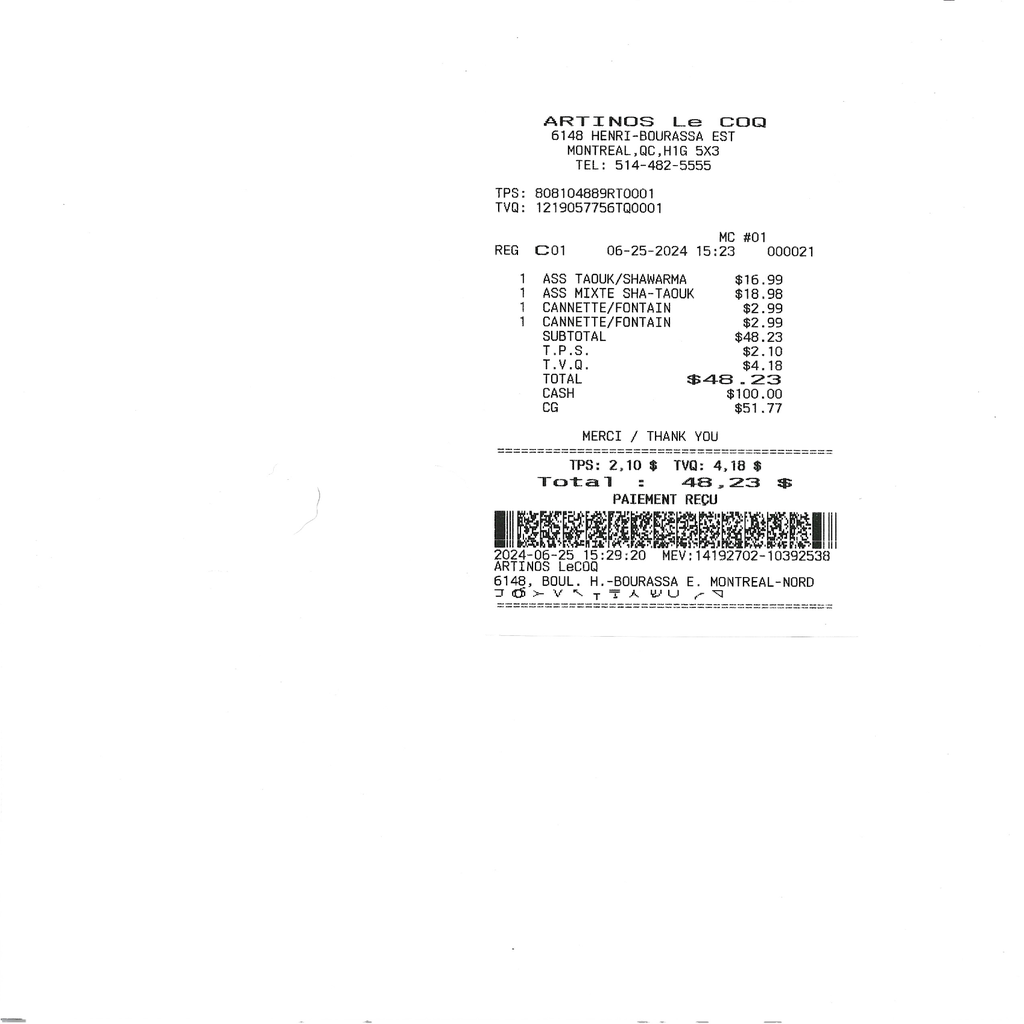 ARTINOS Le COQ
6148 HENRI-BOURASSA EST
MONTREAL,QC,H1G 5X3
TEL: 514-482-5555
TPS: 808104889RT0001
TVQ: 1219057756TQ0001
MC #01
REG C01 06-25-2024 15:23 000021
1 ASS TAOUK/SHAWARMA $16.99
1 ASS MIXTE SHA-TAOUK $18.98
1 CANNETTE/FONTAIN $2.99
1 CANNETTE/FONTAIN $2.99
SUBTOTAL $48.23
T.P.S. $2.10
T.V.Q. $4.18
TOTAL $48.23
CASH $100.00
CG $51.77
MERCI / THANK YOU
TPS: 2,10 $ TVQ: 4,18 $
Total : 48,23 $
PAIEMENT REÇU
2024-06-25 15:29:20 MEV:14192702-10392538
ARTINOS LeCOQ
6148, BOUL. H.-BOURASSA E. MONTREAL-NORD